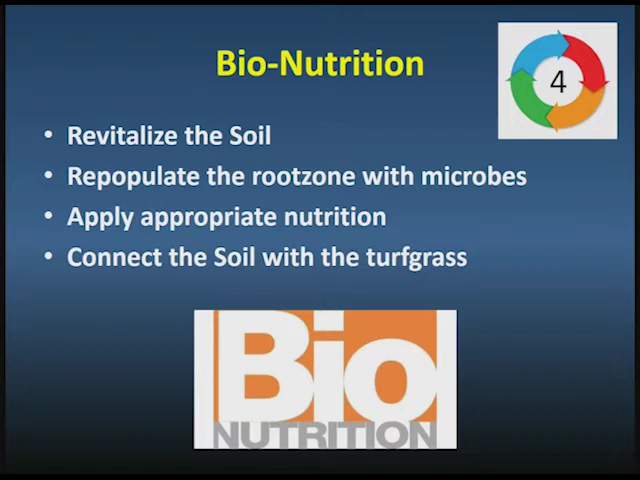 Bio-Nutrition
4
• Revitalize the Soil
• Repopulate the rootzone with microbes
• Apply appropriate nutrition
• Connect the Soil with the turfgrass
Bio
NUTRITION